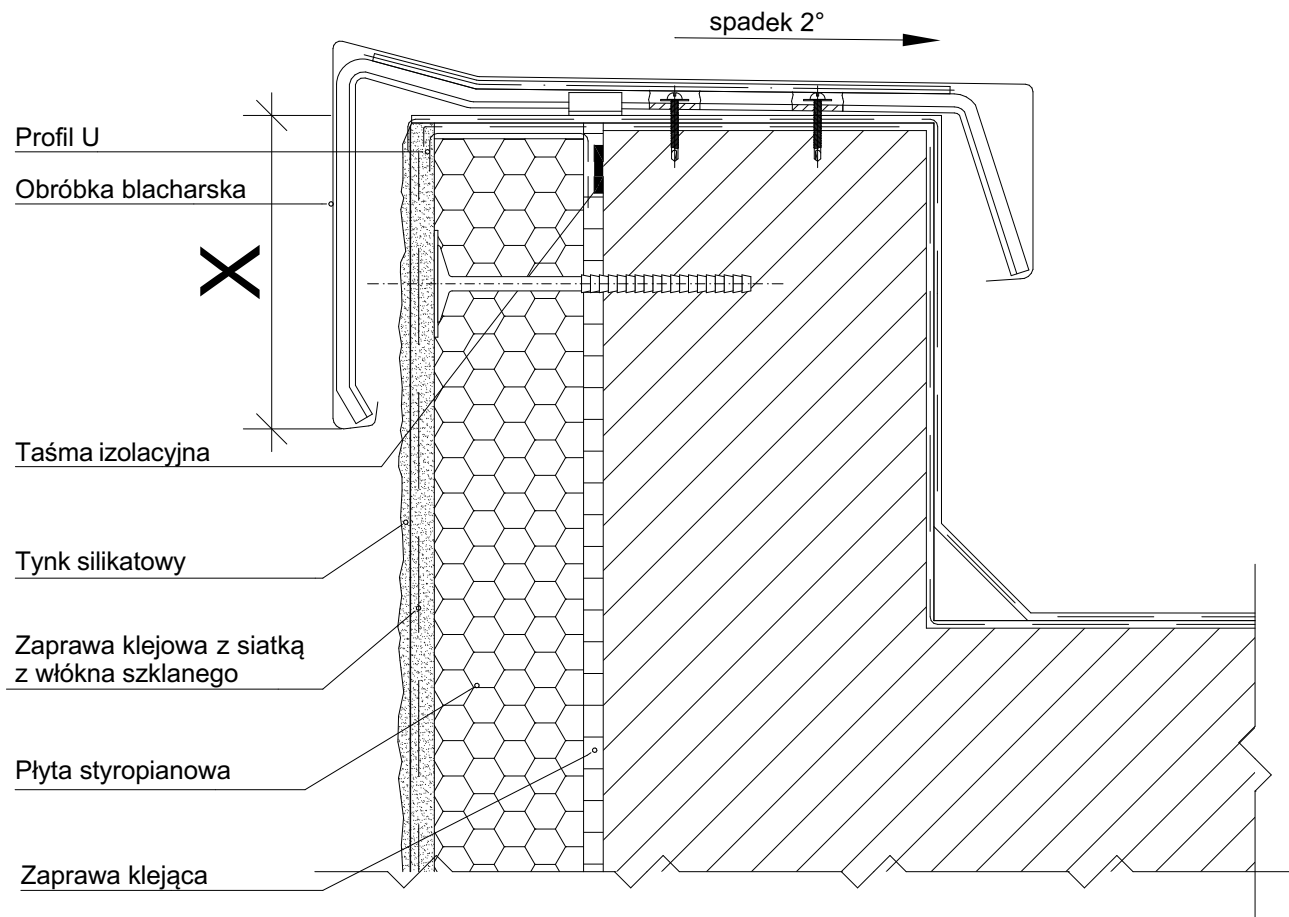 spadek 2°
Profil U
Obróbka blacharska
X
Taśma izolacyjna
Tynk silikatowy
Zaprawa klejowa z siatką
z włókna szklanego
Płyta styropianowa
Zaprawa klejąca